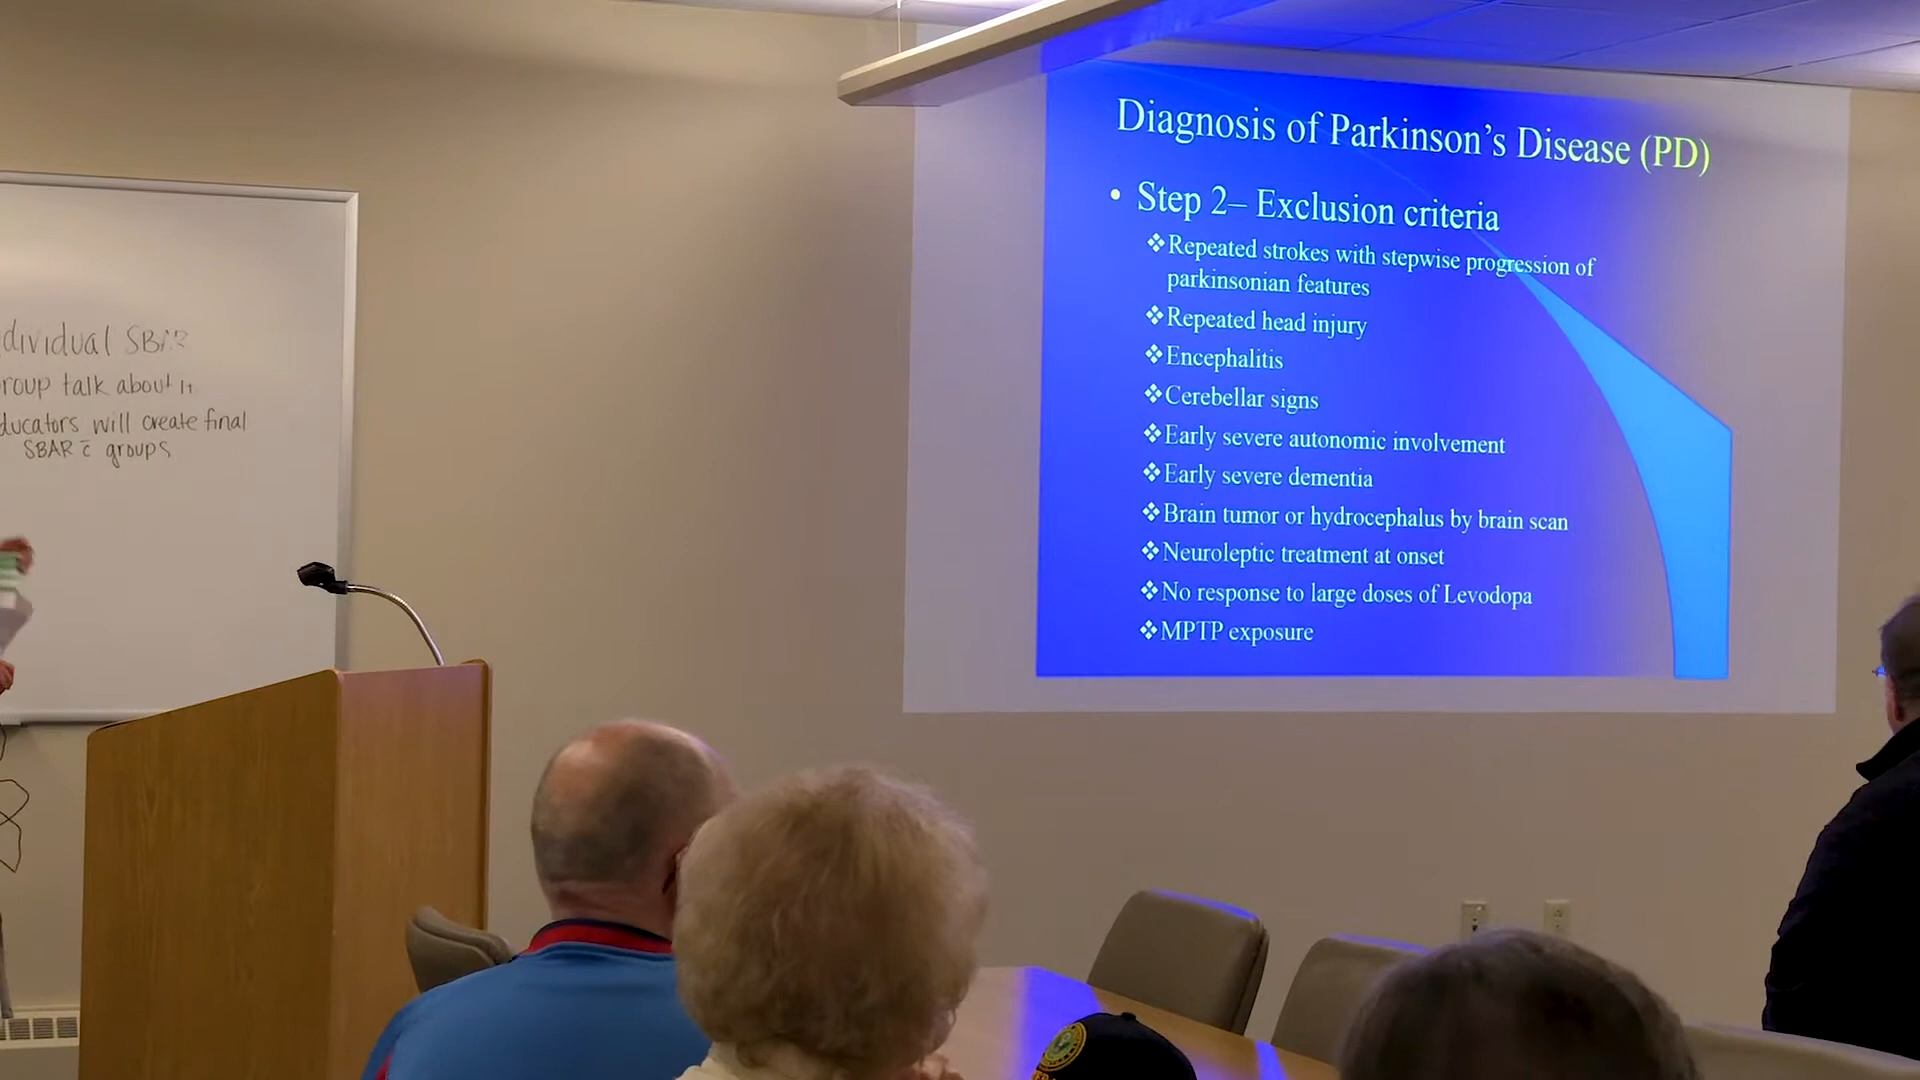 dividual SBAR
roup talk about it
ducators will create final
SBAR c̄ groups
Diagnosis of Parkinson’s Disease (PD)
• Step 2– Exclusion criteria
❖Repeated strokes with stepwise progression of
parkinsonian features
❖Repeated head injury
❖Encephalitis
❖Cerebellar signs
❖Early severe autonomic involvement
❖Early severe dementia
❖Brain tumor or hydrocephalus by brain scan
❖Neuroleptic treatment at onset
❖No response to large doses of Levodopa
❖MPTP exposure